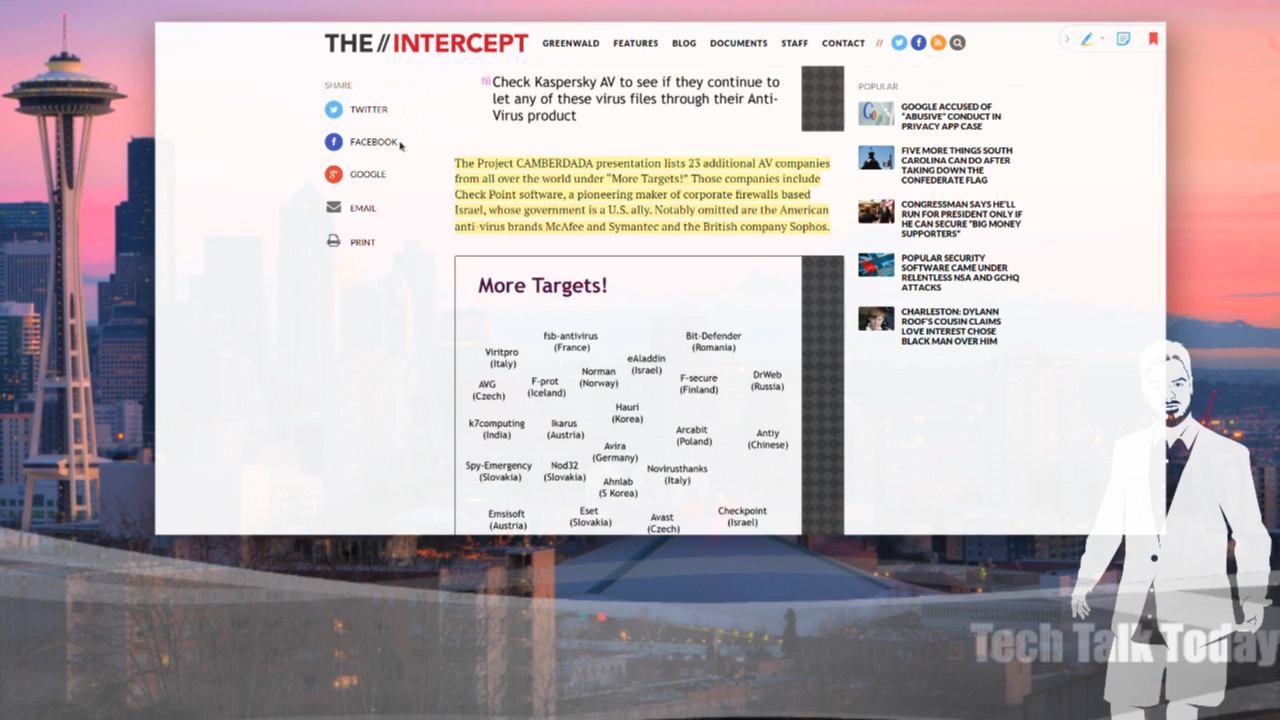 THE//INTERCEPT
GREENWALD FEATURES BLOG DOCUMENTS STAFF CONTACT //
SHARE
TWITTER
FACEBOOK
GOOGLE
EMAIL
PRINT
Check Kaspersky AV to see if they continue to
let any of these virus files through their Anti-
Virus product
The Project CAMBERDADA presentation lists 23 additional AV companies
from all over the world under “More Targets!” Those companies include
Check Point software, a pioneering maker of corporate firewalls based
Israel, whose government is a U.S. ally. Notably omitted are the American
anti-virus brands McAfee and Symantec and the British company Sophos.
More Targets!
fsb-antivirus
(France)
Bit-Defender
(Romania)
Viritpro
(Italy)
eAladdin
(Israel)
Norman
(Norway)
AVG
(Czech)
F-prot
(Iceland)
F-secure
(Finland)
DrWeb
(Russia)
Hauri
(Korea)
k7computing
(India)
Ikarus
(Austria)
Arcabit
(Poland)
Antiy
(Chinese)
Avira
(Germany)
Spy-Emergency
(Slovakia)
Nod32
(Slovakia)
Novirusthanks
(Italy)
Ahnlab
(S Korea)
Emsisoft
(Austria)
Eset
(Slovakia)
Avast
(Czech)
Checkpoint
(Israel)
POPULAR
GOOGLE ACCUSED OF
“ABUSIVE” CONDUCT IN
PRIVACY APP CASE
FIVE MORE THINGS SOUTH
CAROLINA CAN DO AFTER
TAKING DOWN THE
CONFEDERATE FLAG
CONGRESSMAN SAYS HE’LL
RUN FOR PRESIDENT ONLY IF
HE CAN SECURE “BIG MONEY
SUPPORTERS”
POPULAR SECURITY
SOFTWARE CAME UNDER
RELENTLESS NSA AND GCHQ
ATTACKS
CHARLESTON: DYLANN
ROOF’S COUSIN CLAIMS
LOVE INTEREST CHOSE
BLACK MAN OVER HIM
Tech Talk Today